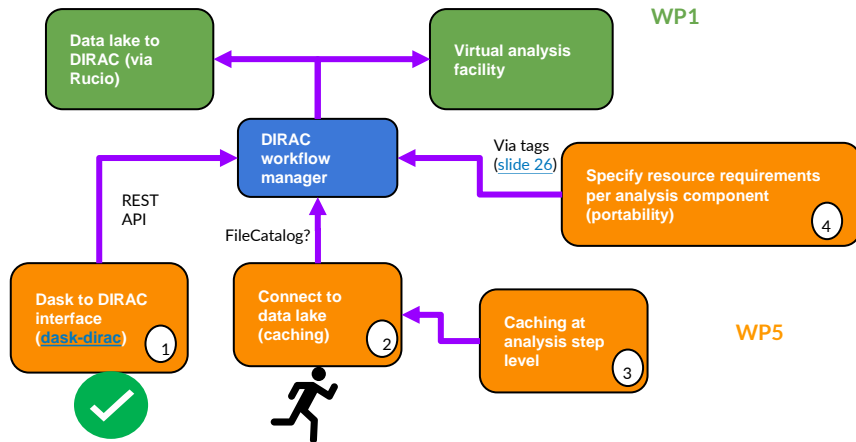 WP1
Data lake to
DIRAC (via
Rucio)
Virtual analysis
facility
DIRAC
workflow
manager
Via tags
(slide 26)
Specify resource requirements
per analysis component
(portability)
4
REST
API
FileCatalog?
Dask to DIRAC
interface
(dask-dirac)
1
Connect to
data lake
(caching)
2
Caching at
analysis step
level
3
WP5